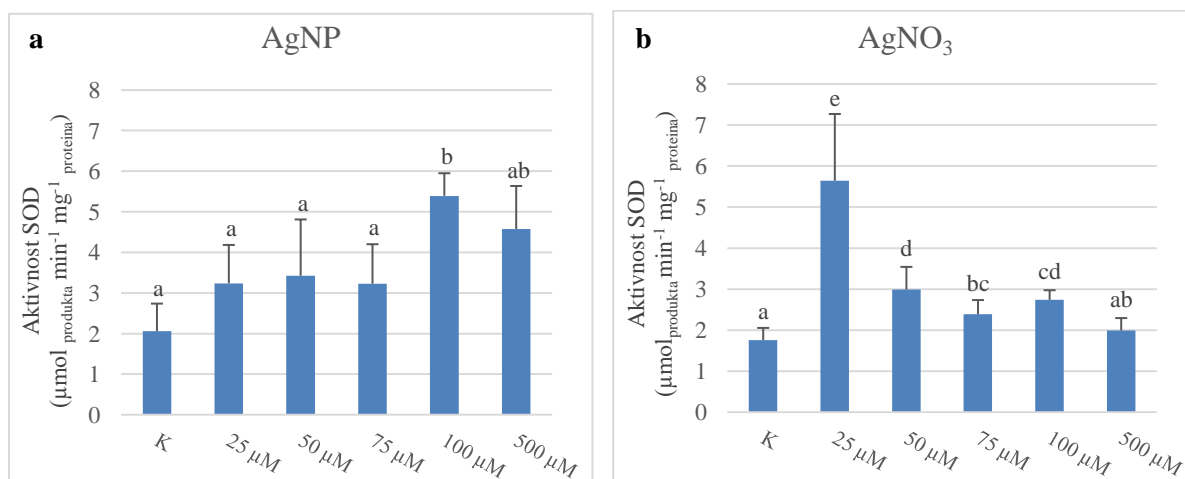 a
AgNP
Aktivnost SOD
(µmol produkta min-1 mg-1 proteina)
8
7
6
5
4
3
2
1
0
a
a
a
a
b
ab
K
25 µM
50 µM
75 µM
100 µM
500 µM
b
AgNO3
Aktivnost SOD
(µmol produkta min-1 mg-1 proteina)
8
7
6
5
4
3
2
1
0
a
e
d
bc
cd
ab
K
25 µM
50 µM
75 µM
100 µM
500 µM